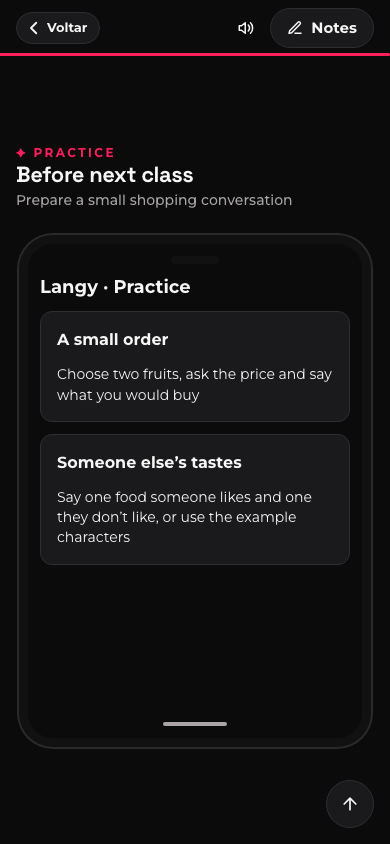 Voltar
Notes
PRACTICE
Before next class
Prepare a small shopping conversation
Langy · Practice
A small order
Choose two fruits, ask the price and say
what you would buy
Someone else's tastes
Say one food someone likes and one
they don't like, or use the example
characters